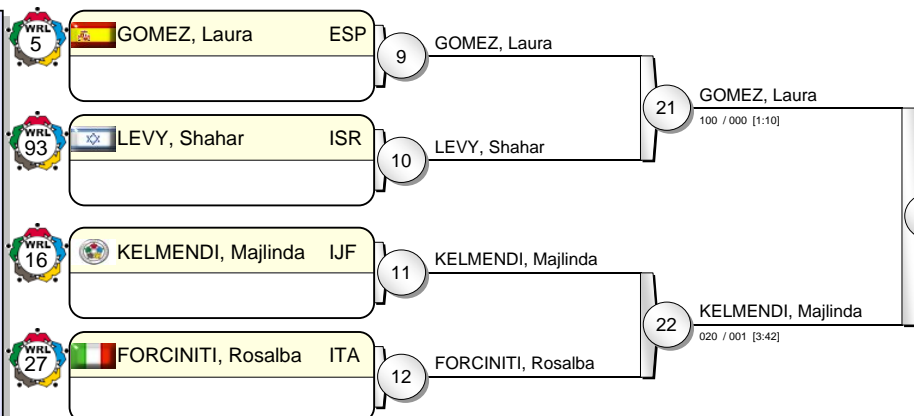 WRL
5
GOMEZ, Laura ESP
9
GOMEZ, Laura
21
GOMEZ, Laura
100 / 000 [1:10]
WRL
93
LEVY, Shahar ISR
10
LEVY, Shahar
WRL
16
KELMENDI, Majlinda IJF
11
KELMENDI, Majlinda
22
KELMENDI, Majlinda
020 / 001 [3:42]
WRL
27
FORCINITI, Rosalba ITA
12
FORCINITI, Rosalba